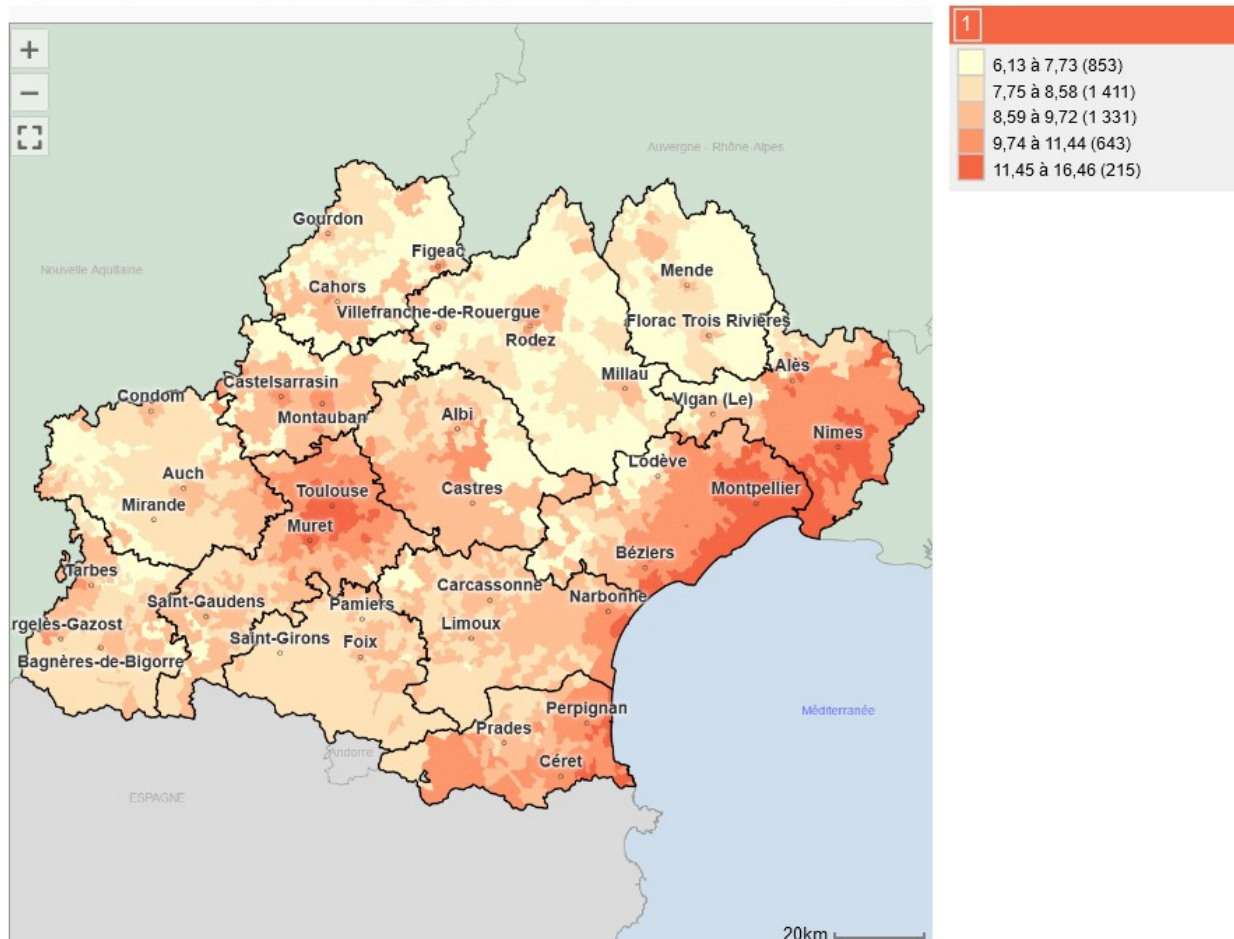 1
6,13 à 7,73 (853)
7,75 à 8,58 (1 411)
8,59 à 9,72 (1 331)
9,74 à 11,44 (643)
11,45 à 16,46 (215)
+
−
Auvergne - Rhône-Alpes
Gourdon
Figeac
Nouvelle Aquitaine
Mende
Cahors
Villefranche-de-Rouergue
Florac Trois Rivières
Rodez
Alès
Castelsarrasin
Millau
Condom
Vigan (Le)
Montauban
Albi
Nimes
Lodève
Auch
Toulouse
Castres
Montpellier
Mirande
Muret
Béziers
Tarbes
Carcassonne
Narbonne
Saint-Gaudens
Pamiers
rgelès-Gazost
Saint-Girons
Foix
Limoux
Bagnères-de-Bigorre
Perpignan
Méditerranée
Prades
Andorre
Céret
ESPAGNE
20km